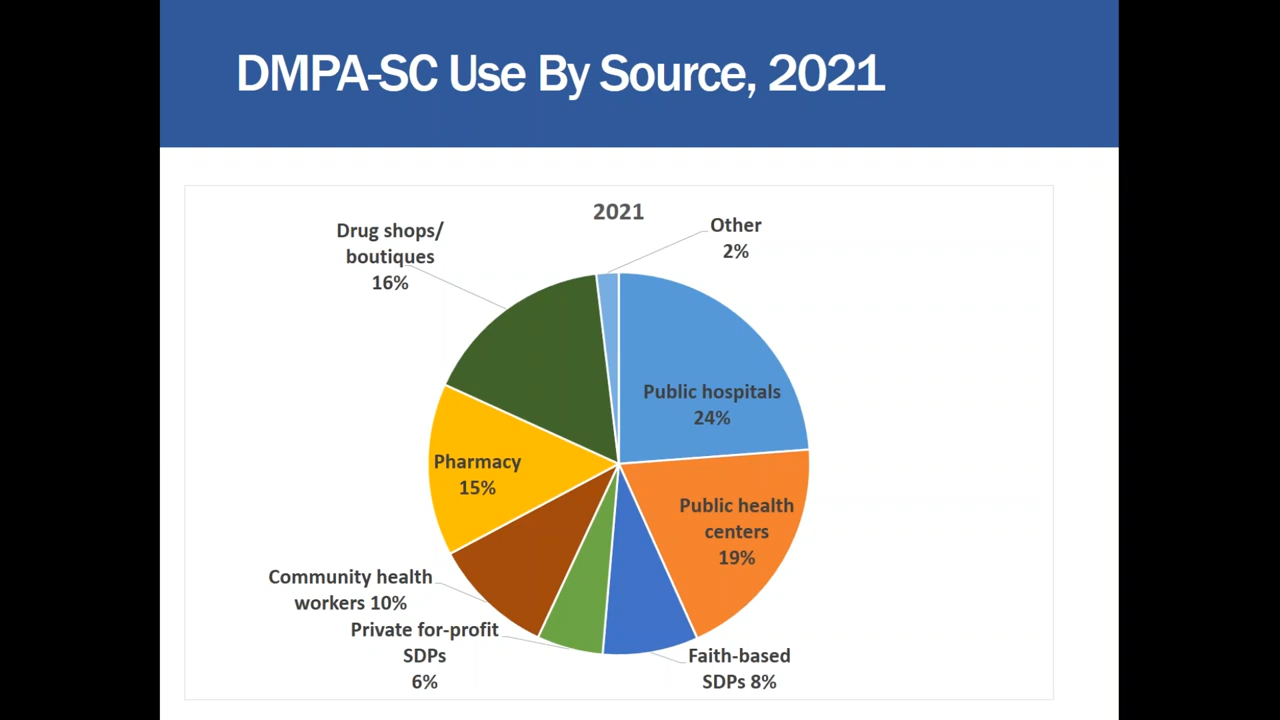 DMPA-SC Use By Source, 2021
2021
Other
2%
Drug shops/
boutiques
16%
Public hospitals
24%
Pharmacy
15%
Public health
centers
19%
Community health
workers 10%
Private for-profit
SDPs
6%
Faith-based
SDPs 8%